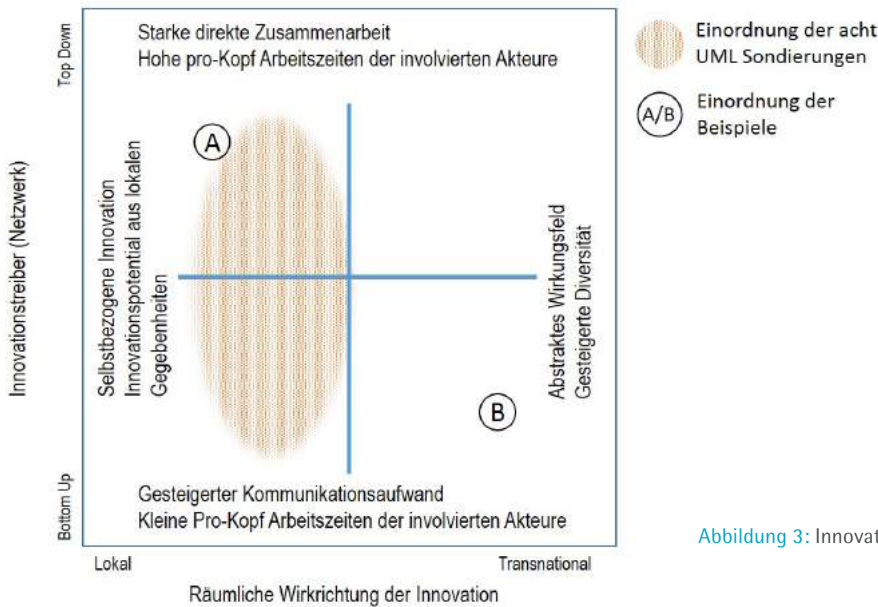 Top Down
Starke direkte Zusammenarbeit
Hohe pro-Kopf Arbeitszeiten der involvierten Akteure
Einordnung der acht
UML Sondierungen
A/B
Einordnung der
Beispiele
Innovationstreiber (Netzwerk)
A
Selbstbezogene Innovation
Innovationspotential aus lokalen
Gegebenheiten
Abstraktes Wirkungsfeld
Gesteigerte Diversität
B
Bottom Up
Gesteigerter Kommunikationsaufwand
Kleine Pro-Kopf Arbeitszeiten der involvierten Akteure
Abbildung 3: Innovat
Lokal
Transnational
Räumliche Wirkrichtung der Innovation